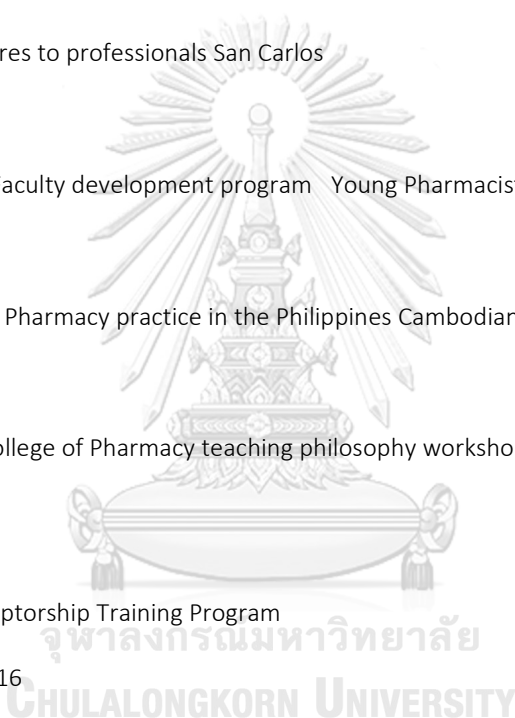 res to professionals San Carlos
aculty development program   Young Pharmacist
Pharmacy practice in the Philippines Cambodian
ollege of Pharmacy teaching philosophy worksho
ptorship Training Program
จุฬาลงกรณ์มหาวิทยาลัย
16
CHULALONGKORN UNIVERSITY